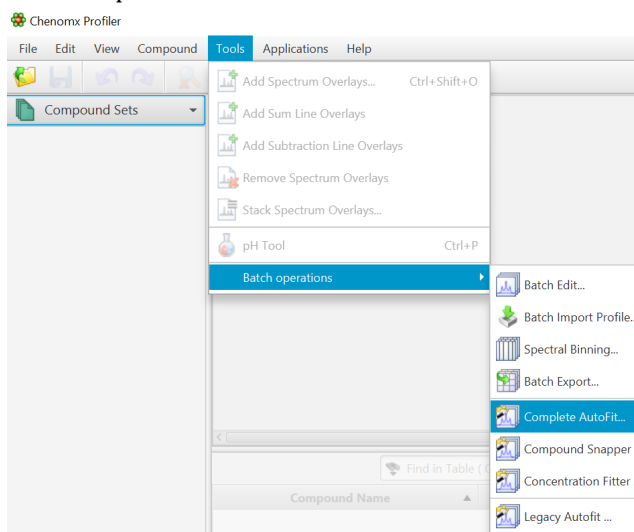 Chenomx Profiler
File Edit View Compound Tools Applications Help
Compound Sets
Add Spectrum Overlays... Ctrl+Shift+O
Add Sum Line Overlays
Add Subtraction Line Overlays
Remove Spectrum Overlays
Stack Spectrum Overlays...
pH Tool Ctrl+P
Batch operations
Batch Edit...
Batch Import Profile..
Spectral Binning...
Batch Export...
Complete AutoFit...
Compound Snapper
Concentration Fitter
Legacy Autofit ...
Find in Table (
Compound Name